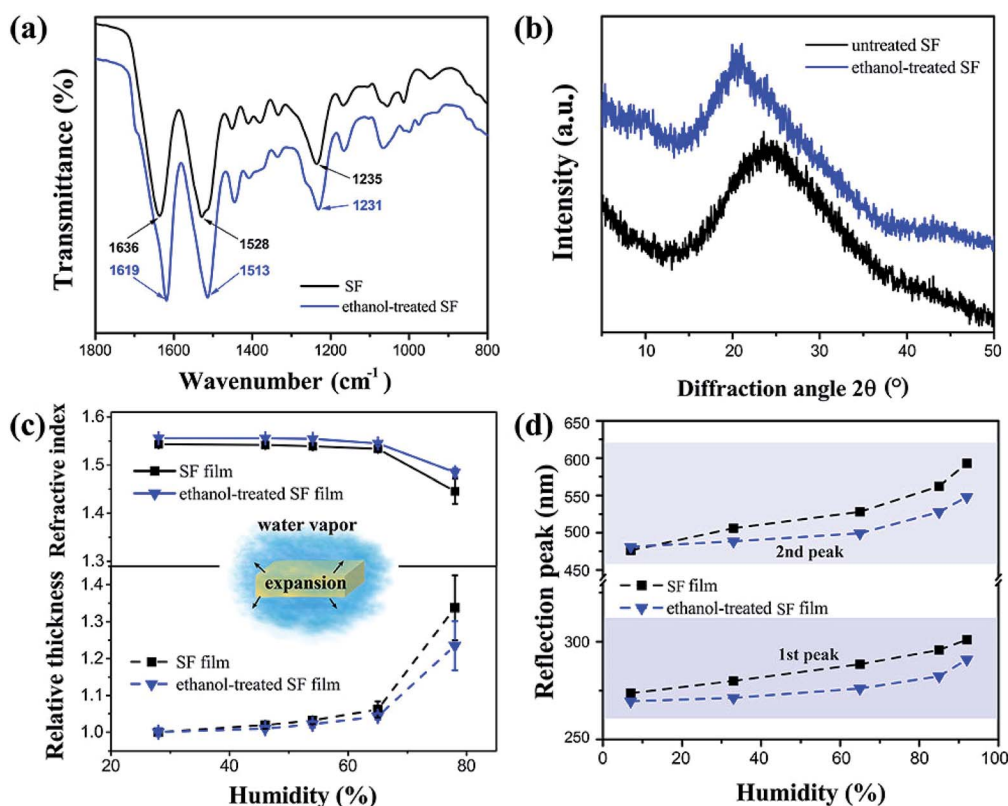 (a)
Transmittance (%)
1235
1231
1636
1619
1528
1513
SF
ethanol-treated SF
1800 1600 1400 1200 1000 800
Wavenumber (cm⁻¹)
(b)
Intensity (a.u.)
untreated SF
ethanol-treated SF
10 20 30 40 50
Diffraction angle 2θ (°)
(c)
Refractive index
1.6
1.5
1.4
1.3
SF film
ethanol-treated SF film
water vapor
expansion
Relative thickness
1.4
1.3
1.2
1.1
1.0
SF film
ethanol-treated SF film
20 40 60 80
Humidity (%)
(d)
Reflection peak (nm)
650
600
550
500
475
450
2nd peak
SF film
ethanol-treated SF film
300
1st peak
250
0 20 40 60 80 100
Humidity (%)